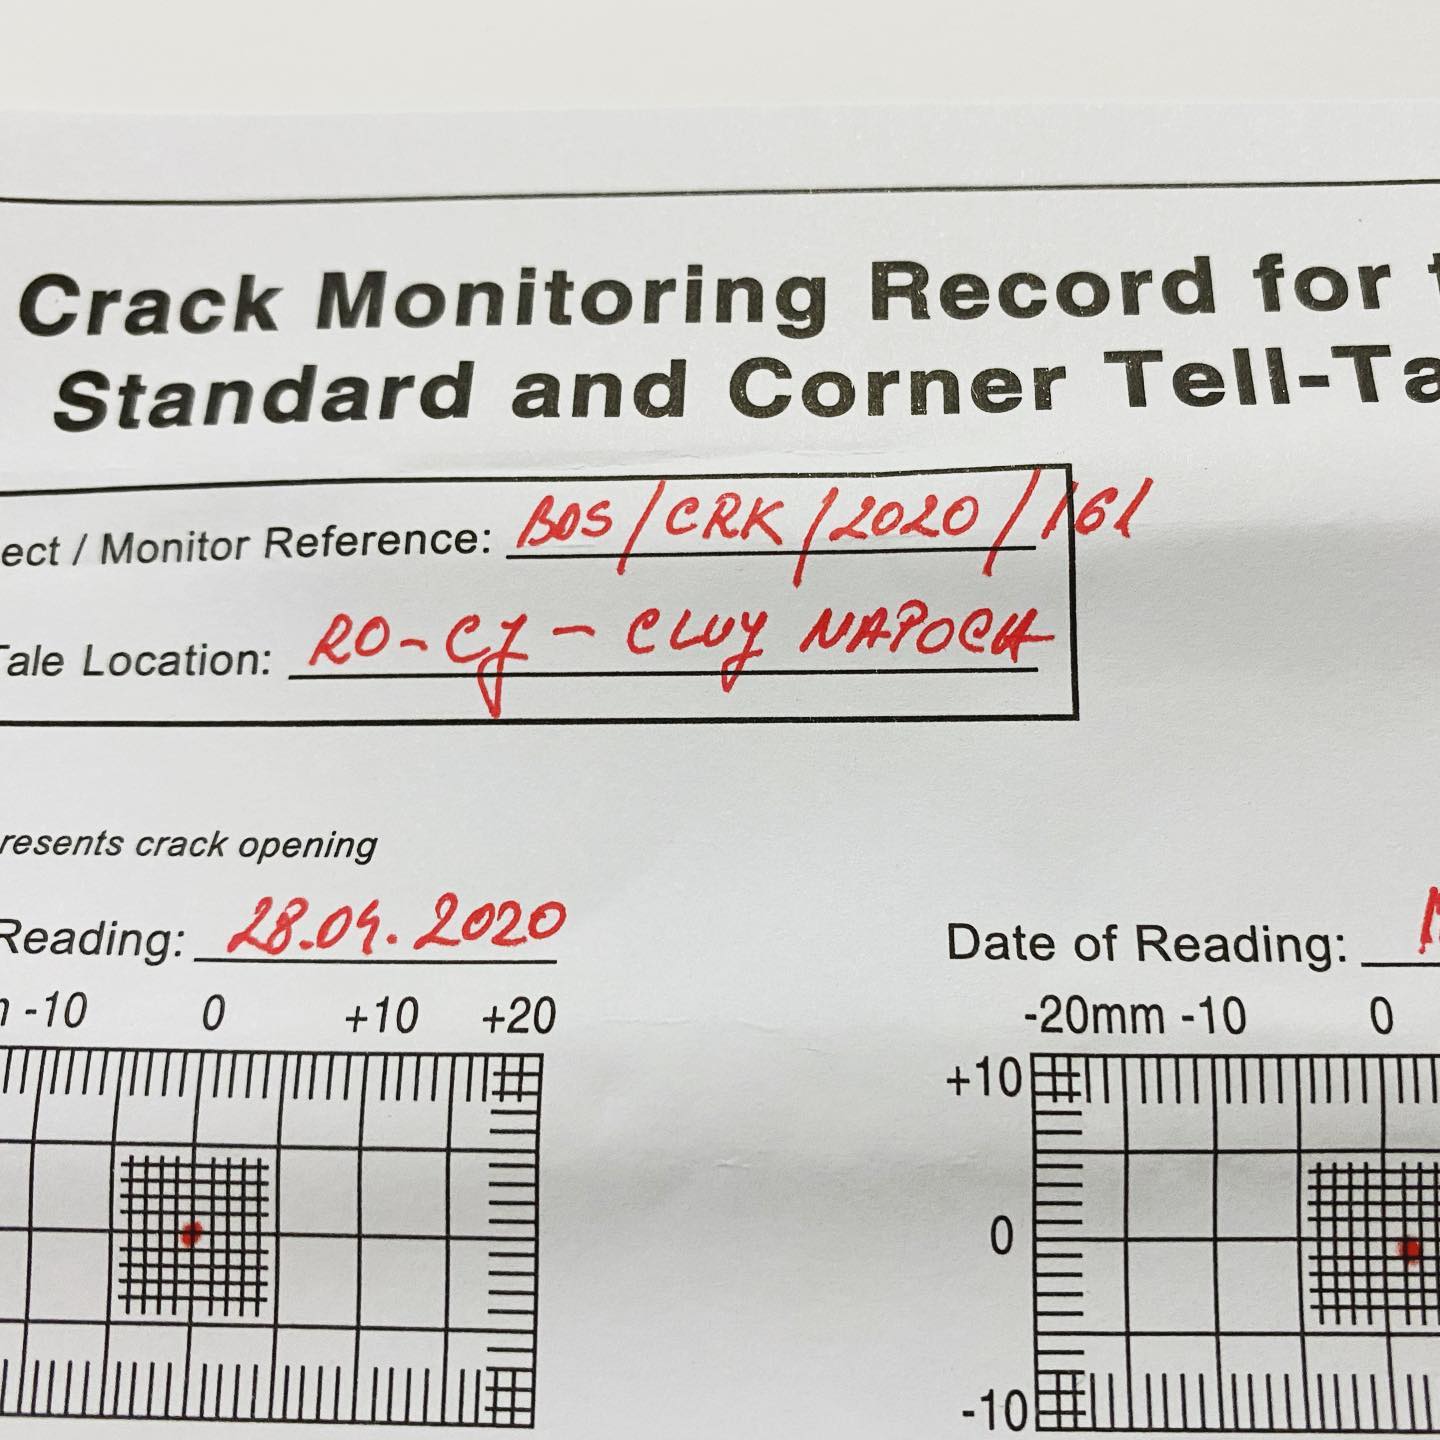 Crack Monitoring Record for t
Standard and Corner Tell-Ta
ect / Monitor Reference: BOS/CRK/2020/161
Tale Location: RO-CJ - CLUJ NAPOCA
resents crack opening
Reading: 28.04.2020
Date of Reading:
-10 0 +10 +20
-20mm -10 0
+10
0
-10